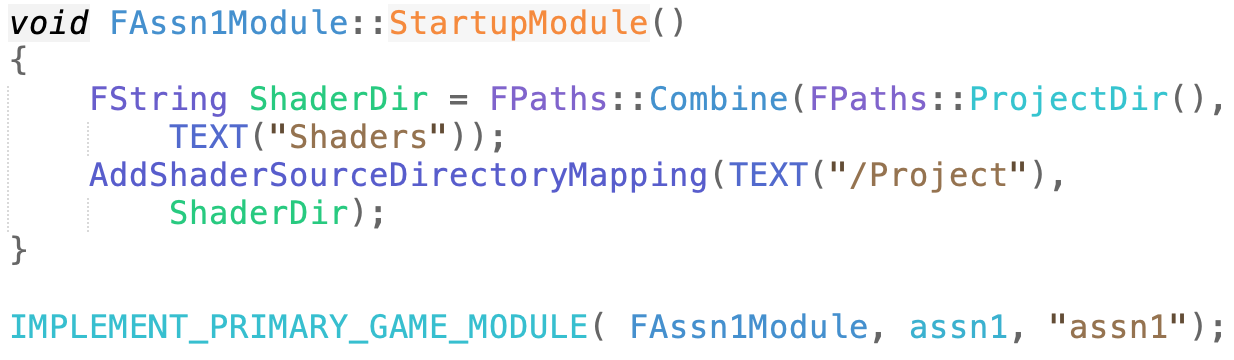 void FAssn1Module::StartupModule()
{
    FString ShaderDir = FPaths::Combine(FPaths::ProjectDir(),
        TEXT("Shaders"));
    AddShaderSourceDirectoryMapping(TEXT("/Project"),
        ShaderDir);
}

IMPLEMENT_PRIMARY_GAME_MODULE( FAssn1Module, assn1, "assn1");